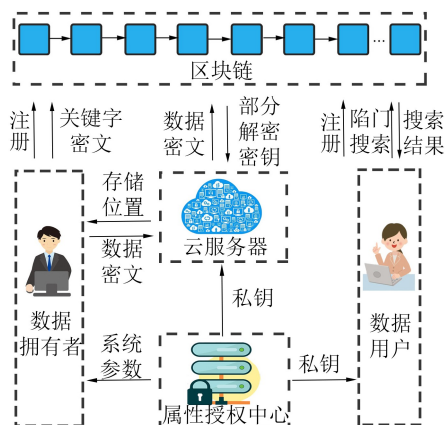 …
区块链
注册
关键字
密文
数据
密文
部分
解密
密钥
注册
陷门
搜索
搜索
结果
存储
位置
数据
密文
云服务器
私钥
数据
拥有者
系统
参数
私钥
数据
用户
属性授权中心